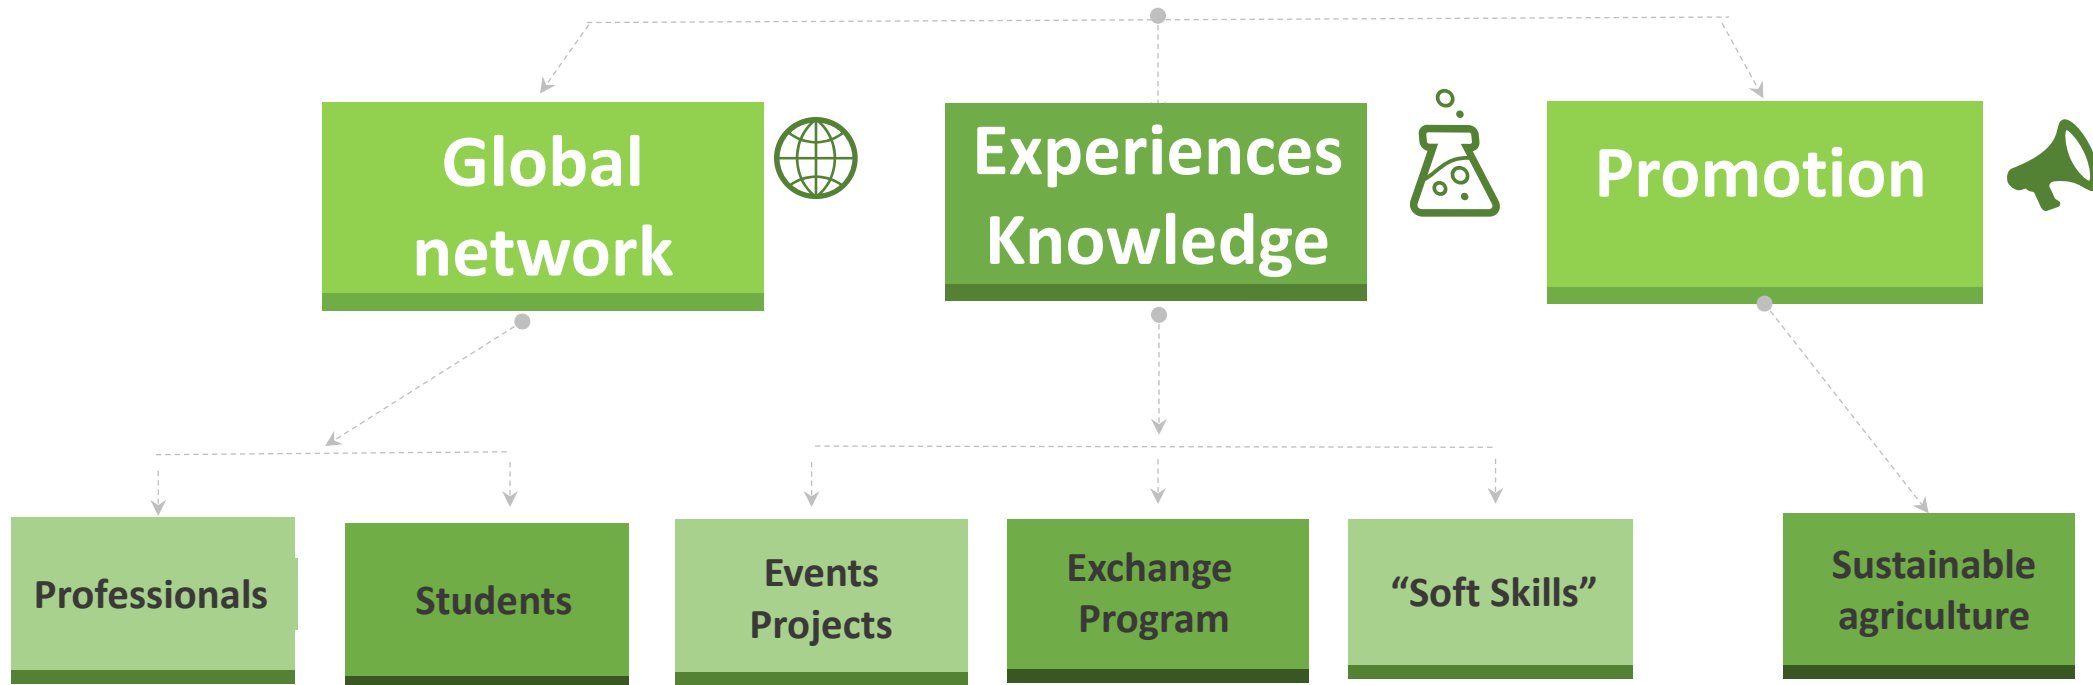 Global
network
Experiences
Knowledge
Promotion
Professionals
Students
Events
Projects
Exchange
Program
“Soft Skills”
Sustainable
agriculture